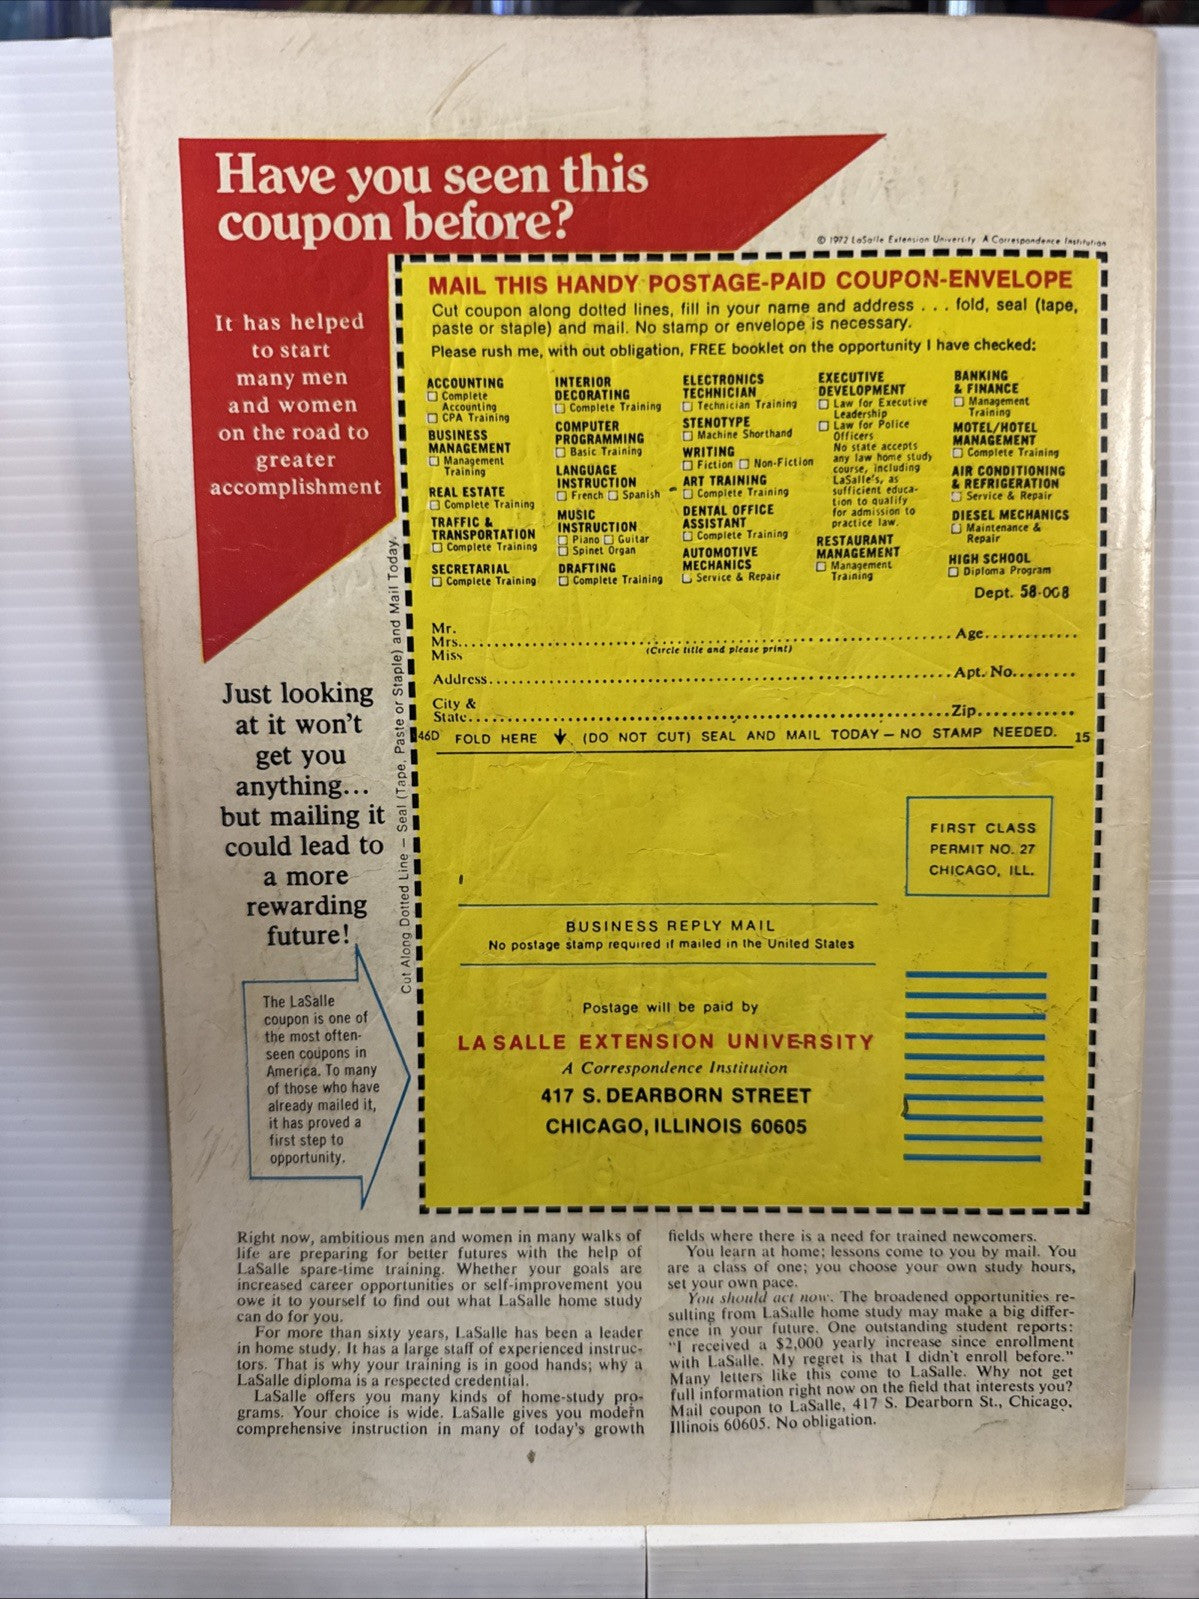 Have you seen this
coupon before?
© 1972 LaSalle Extension University A Correspondence Institution
It has helped
to start
many men
and women
on the road to
greater
accomplishment
Just looking
at it won't
get you
anything...
but mailing it
could lead to
a more
rewarding
future!
The LaSalle
coupon is one of
the most often-
seen coupons in
America. To many
of those who have
already mailed it,
it has proved a
first step to
opportunity.
Cut Along Dotted Line — Seal (Tape, Paste or Staple) and Mail Today.
MAIL THIS HANDY POSTAGE-PAID COUPON-ENVELOPE
Cut coupon along dotted lines, fill in your name and address . . . fold, seal (tape,
paste or staple) and mail. No stamp or envelope is necessary.
Please rush me, with out obligation, FREE booklet on the opportunity I have checked:
ACCOUNTING
☐ Complete
Accounting
☐ CPA Training
BUSINESS
MANAGEMENT
☐ Management
Training
REAL ESTATE
☐ Complete Training
TRAFFIC &
TRANSPORTATION
☐ Complete Training
SECRETARIAL
☐ Complete Training
INTERIOR
DECORATING
☐ Complete Training
COMPUTER
PROGRAMMING
☐ Basic Training
LANGUAGE
INSTRUCTION
☐ French ☐ Spanish
MUSIC
INSTRUCTION
☐ Piano ☐ Guitar
☐ Spinet Organ
DRAFTING
☐ Complete Training
ELECTRONICS
TECHNICIAN
☐ Technician Training
STENOTYPE
☐ Machine Shorthand
WRITING
☐ Fiction ☐ Non-Fiction
ART TRAINING
☐ Complete Training
DENTAL OFFICE
ASSISTANT
☐ Complete Training
AUTOMOTIVE
MECHANICS
☐ Service & Repair
EXECUTIVE
DEVELOPMENT
☐ Law for Executive
Leadership
☐ Law for Police
Officers
No state accepts
any law home study
course, including
LaSalle's, as
sufficient educa-
tion to qualify
for admission to
practice law.
RESTAURANT
MANAGEMENT
☐ Management
Training
BANKING
& FINANCE
☐ Management
Training
MOTEL/HOTEL
MANAGEMENT
☐ Complete Training
AIR CONDITIONING
& REFRIGERATION
☐ Service & Repair
DIESEL MECHANICS
☐ Maintenance &
Repair
HIGH SCHOOL
☐ Diploma Program
Dept. 58-008
Mr.
Mrs. Age
Miss (Circle title and please print)
Address Apt. No.
City &
State Zip
46D FOLD HERE ↓ (DO NOT CUT) SEAL AND MAIL TODAY — NO STAMP NEEDED. 15
FIRST CLASS
PERMIT NO. 27
CHICAGO, ILL.
BUSINESS REPLY MAIL
No postage stamp required if mailed in the United States
Postage will be paid by
LA SALLE EXTENSION UNIVERSITY
A Correspondence Institution
417 S. DEARBORN STREET
CHICAGO, ILLINOIS 60605
Right now, ambitious men and women in many walks of
life are preparing for better futures with the help of
LaSalle spare-time training. Whether your goals are
increased career opportunities or self-improvement you
owe it to yourself to find out what LaSalle home study
can do for you.
For more than sixty years, LaSalle has been a leader
in home study. It has a large staff of experienced instruc-
tors. That is why your training is in good hands; why a
LaSalle diploma is a respected credential.
LaSalle offers you many kinds of home-study pro-
grams. Your choice is wide. LaSalle gives you modern
comprehensive instruction in many of today's growth
fields where there is a need for trained newcomers.
You learn at home; lessons come to you by mail. You
are a class of one; you choose your own study hours,
set your own pace.
You should act now. The broadened opportunities re-
sulting from LaSalle home study may make a big differ-
ence in your future. One outstanding student reports:
"I received a $2,000 yearly increase since enrollment
with LaSalle. My regret is that I didn't enroll before."
Many letters like this come to LaSalle. Why not get
full information right now on the field that interests you?
Mail coupon to LaSalle, 417 S. Dearborn St., Chicago,
Illinois 60605. No obligation.